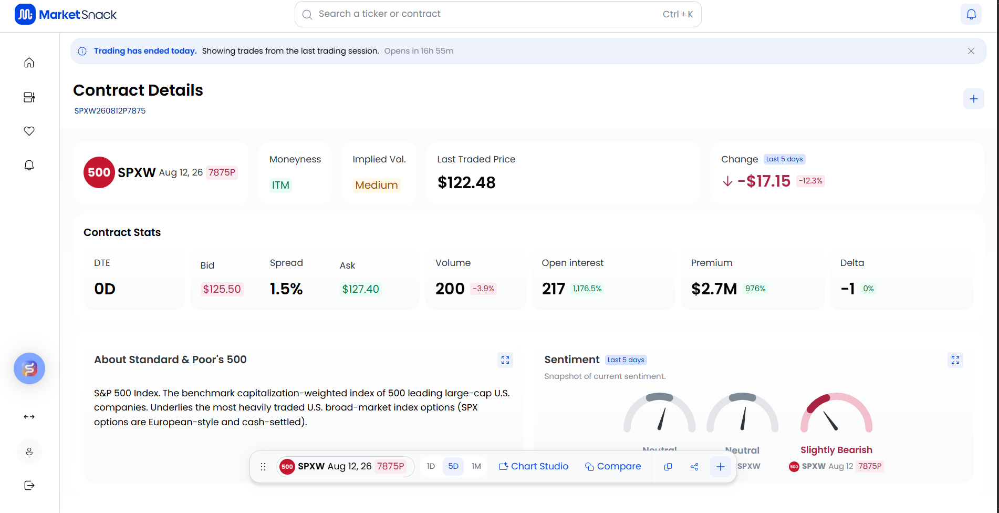 MarketSnack
Search a ticker or contract
Ctrl+K
Trading has ended today. Showing trades from the last trading session. Opens in 16h 55m
Contract Details
SPXW260812P7875
500 SPXW Aug 12, 26 7875P
Moneyness
ITM
Implied Vol.
Medium
Last Traded Price
$122.48
Change Last 5 days
-$17.15 -12.3%
Contract Stats
DTE
0D
Bid
$125.50
Spread
1.5%
Ask
$127.40
Volume
200 -3.9%
Open interest
217 1,176.5%
Premium
$2.7M 976%
Delta
-1 0%
About Standard & Poor's 500
S&P 500 Index. The benchmark capitalization-weighted index of 500 leading large-cap U.S.
companies. Underlies the most heavily traded U.S. broad-market index options (SPX
options are European-style and cash-settled).
Sentiment Last 5 days
Snapshot of current sentiment.
Neutral
Neutral
SPXW
Slightly Bearish
500 SPXW Aug 12 7875P
500 SPXW Aug 12, 26 7875P
1D 5D 1M
Chart Studio
Compare